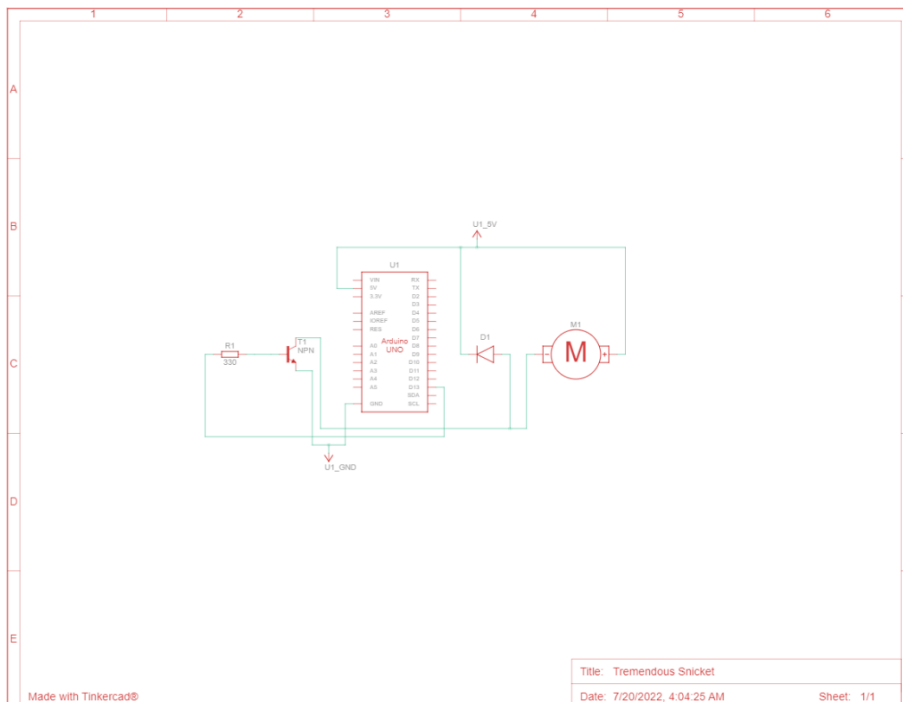 1 2 3 4 5 6
A
B
C
D
E
U1_5V
U1
VIN RX
5V TX
3.3V D2
D3
AREF D4
IOREF D5
RES D6
D7
A0 D8
A1 D9
A2 D10
A3 D11
A4 D12
A5 D13
SDA
GND SCL
Arduino
UNO
R1
330
T1
NPN
D1
M1
- M +
U1_GND
Title: Tremendous Snicket
Made with Tinkercad®
Date: 7/20/2022, 4:04:25 AM Sheet: 1/1